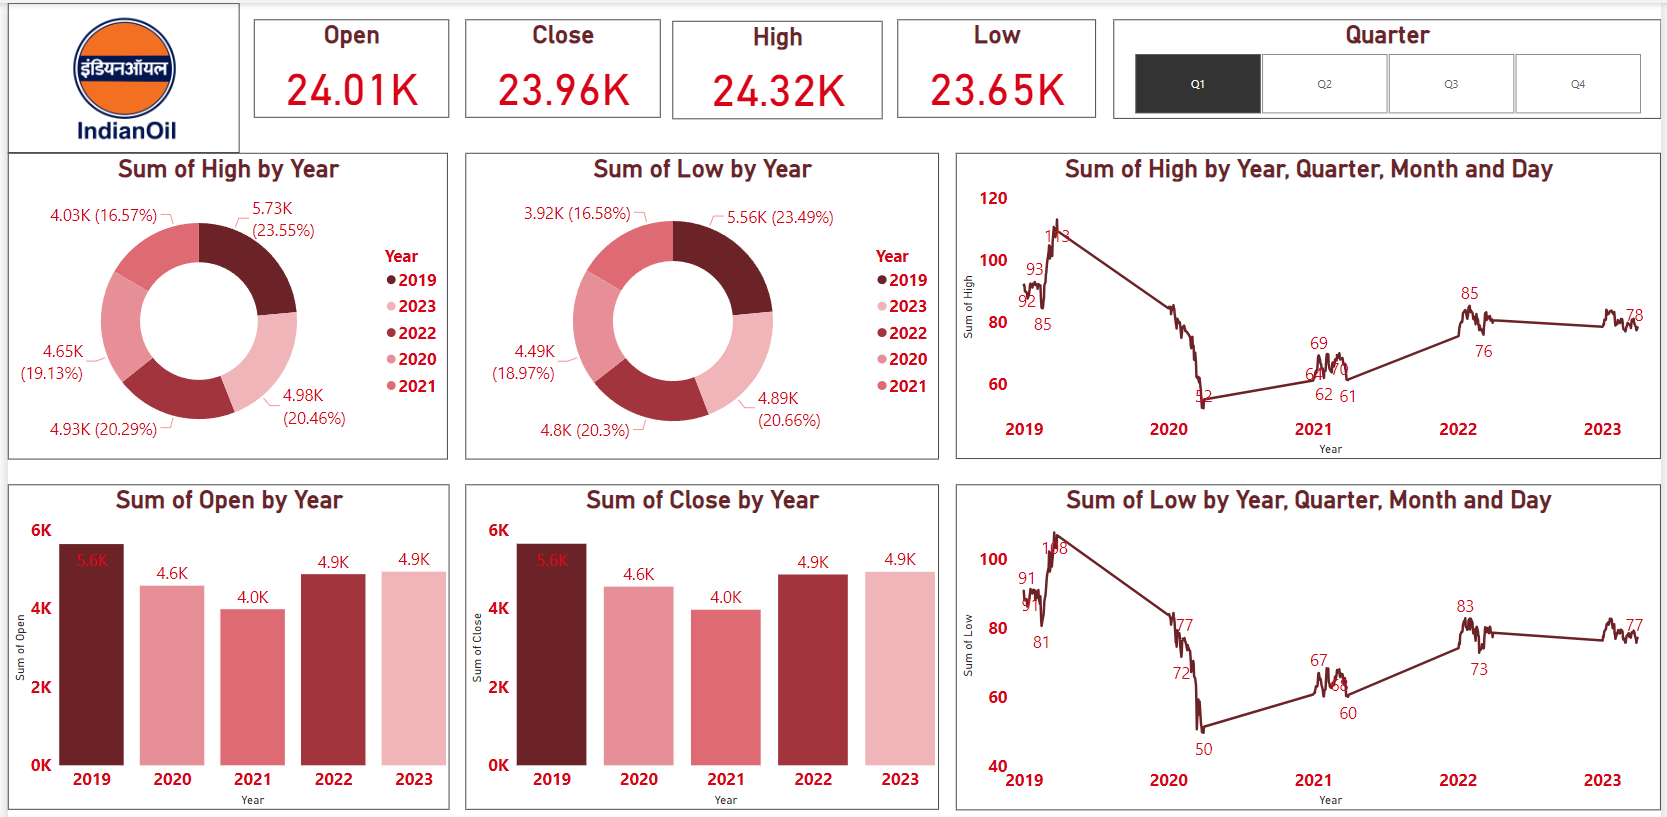 इंडियनऑयल
IndianOil
Open
24.01K
Close
23.96K
High
24.32K
Low
23.65K
Quarter
Q1
Q2
Q3
Q4
Sum of High by Year
4.03K (16.57%)
5.73K
(23.55%)
4.65K
(19.13%)
4.98K
(20.46%)
4.93K (20.29%)
Year
2019
2023
2022
2020
2021
Sum of Low by Year
3.92K (16.58%)
5.56K (23.49%)
4.49K
(18.97%)
4.89K
(20.66%)
4.8K (20.3%)
Year
2019
2023
2022
2020
2021
Sum of High by Year, Quarter, Month and Day
Sum of High
120
100
80
60
113
93
92
85
52
69
64
70
62
61
85
76
78
2019
2020
2021
2022
2023
Year
Sum of Open by Year
Sum of Open
6K
4K
2K
0K
5.6K
4.6K
4.0K
4.9K
4.9K
2019
2020
2021
2022
2023
Year
Sum of Close by Year
Sum of Close
6K
4K
2K
0K
5.6K
4.6K
4.0K
4.9K
4.9K
2019
2020
2021
2022
2023
Year
Sum of Low by Year, Quarter, Month and Day
Sum of Low
100
80
60
40
108
91
91
81
77
72
50
67
68
60
83
73
77
2019
2020
2021
2022
2023
Year